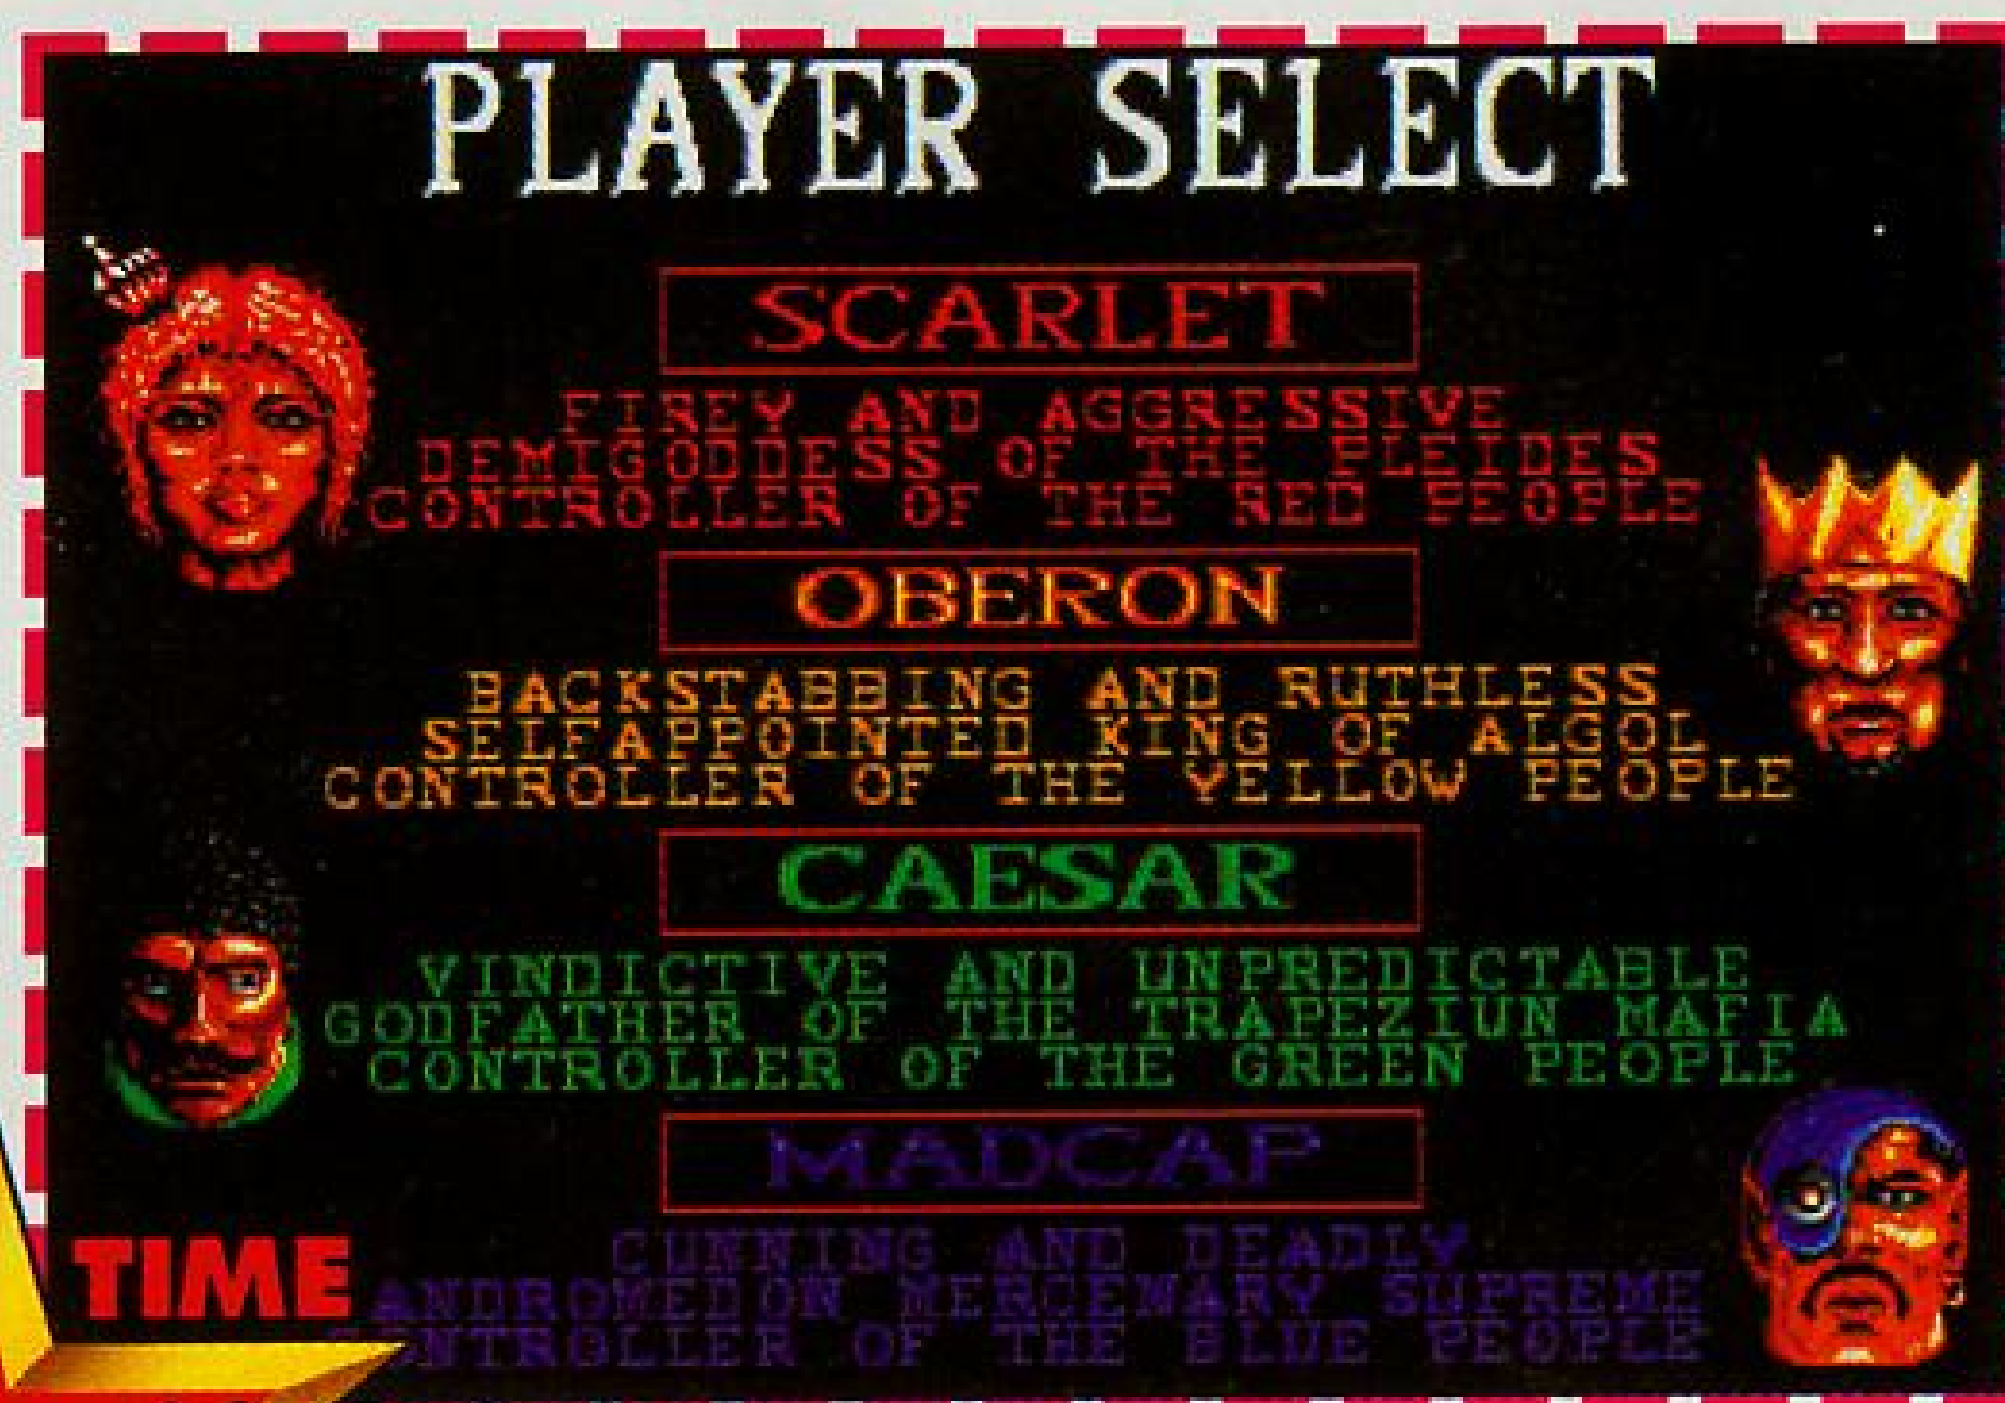 PLAYER SELECT
SCARLET
FIREY AND AGGRESSIVE
DEMIGODDESS OF THE PLEIDES
CONTROLLER OF THE RED PEOPLE
OBERON
BACKSTABBING AND RUTHLESS
SELFAPPOINTED KING OF ALGOL
CONTROLLER OF THE YELLOW PEOPLE
CAESAR
VINDICTIVE AND UNPREDICTABLE
GODFATHER OF THE TRAPEZIUN MAFIA
CONTROLLER OF THE GREEN PEOPLE
MADCAP
CUNNING AND DEADLY
ANDROMEDON MERCENARY SUPREME
CONTROLLER OF THE BLUE PEOPLE
TIME